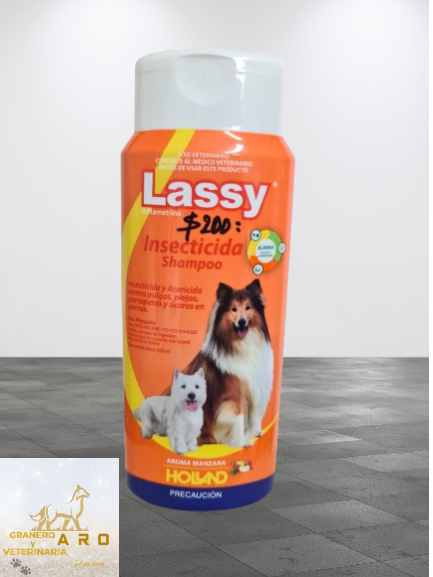 USO VETERINARIO
CONSULTE AL MÉDICO VETERINARIO
ANTES DE USAR ESTE PRODUCTO
Lassy®
$200:
Insecticida
Shampoo
ELIMINA
Insecticida y Acaricida
contra pulgas, piojos,
garrapatas y ácaros en
perros.
AROMA MANZANA
HOLLAND
PRECAUCIÓN
GRANERO
Y
VETERINARIA
ARO